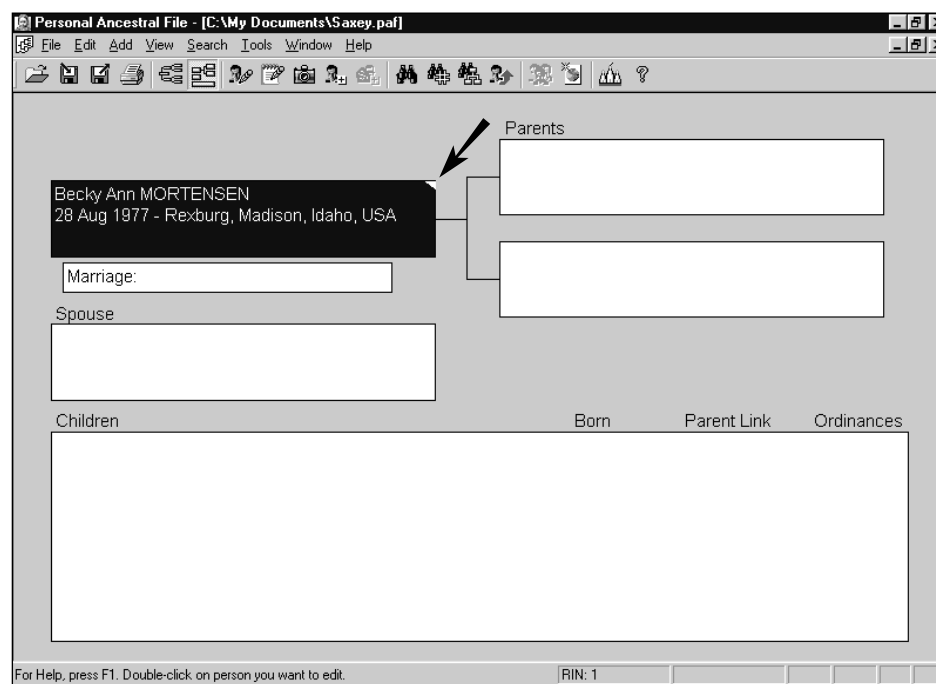 Personal Ancestral File - [C:\My Documents\Saxey.paf]
File Edit Add View Search Tools Window Help
Parents
Becky Ann MORTENSEN
28 Aug 1977 - Rexburg, Madison, Idaho, USA
Marriage:
Spouse
Children Born Parent Link Ordinances
For Help, press F1. Double-click on person you want to edit. RIN: 1